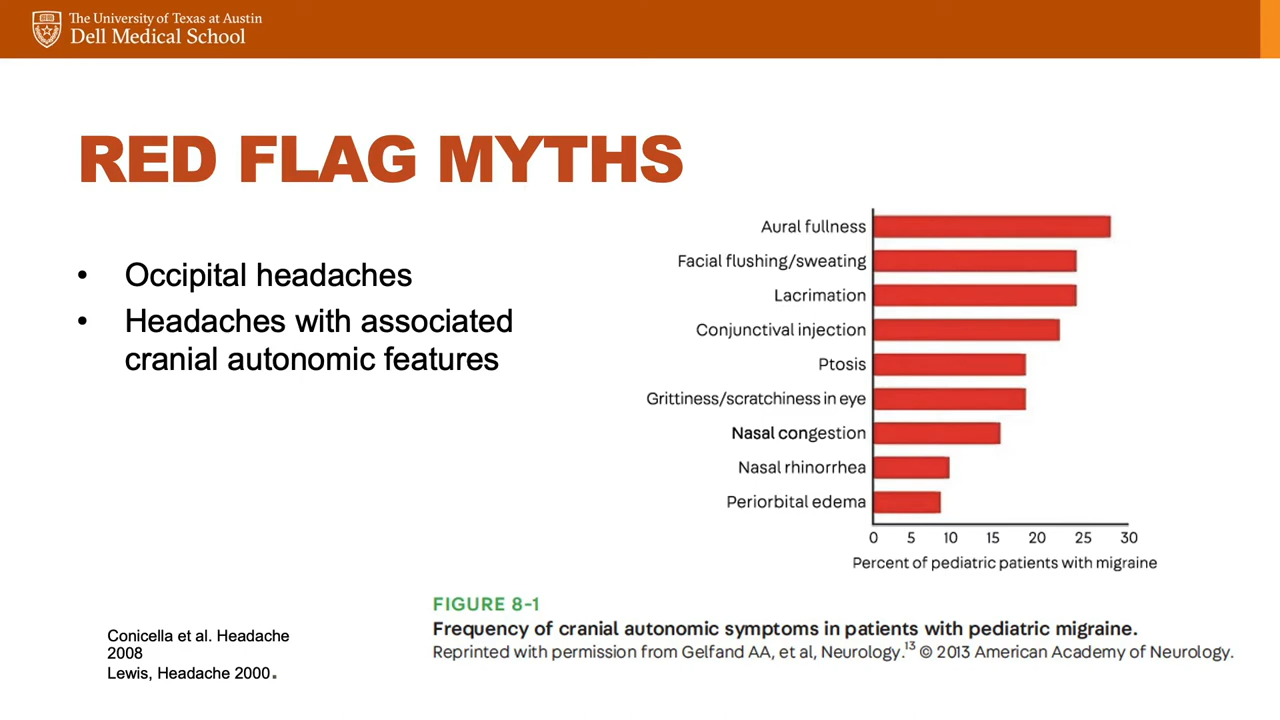 The University of Texas at Austin
Dell Medical School
RED FLAG MYTHS
• Occipital headaches
• Headaches with associated
cranial autonomic features
Aural fullness
Facial flushing/sweating
Lacrimation
Conjunctival injection
Ptosis
Grittiness/scratchiness in eye
Nasal congestion
Nasal rhinorrhea
Periorbital edema
0 5 10 15 20 25 30
Percent of pediatric patients with migraine
FIGURE 8-1
Frequency of cranial autonomic symptoms in patients with pediatric migraine.
Reprinted with permission from Gelfand AA, et al, Neurology.¹³ © 2013 American Academy of Neurology.
Conicella et al. Headache
2008
Lewis, Headache 2000.